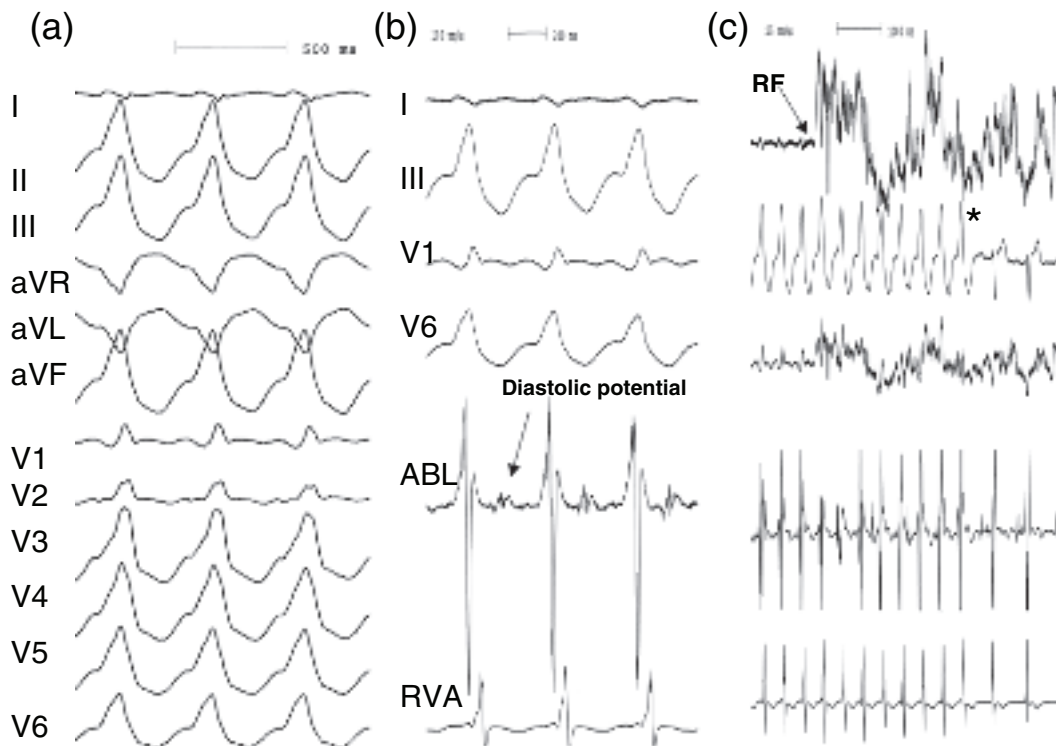 (a)
500 ms
I
II
III
aVR
aVL
aVF
V1
V2
V3
V4
V5
V6
(b)
I
III
V1
V6
Diastolic potential
ABL
RVA
(c)
RF
*